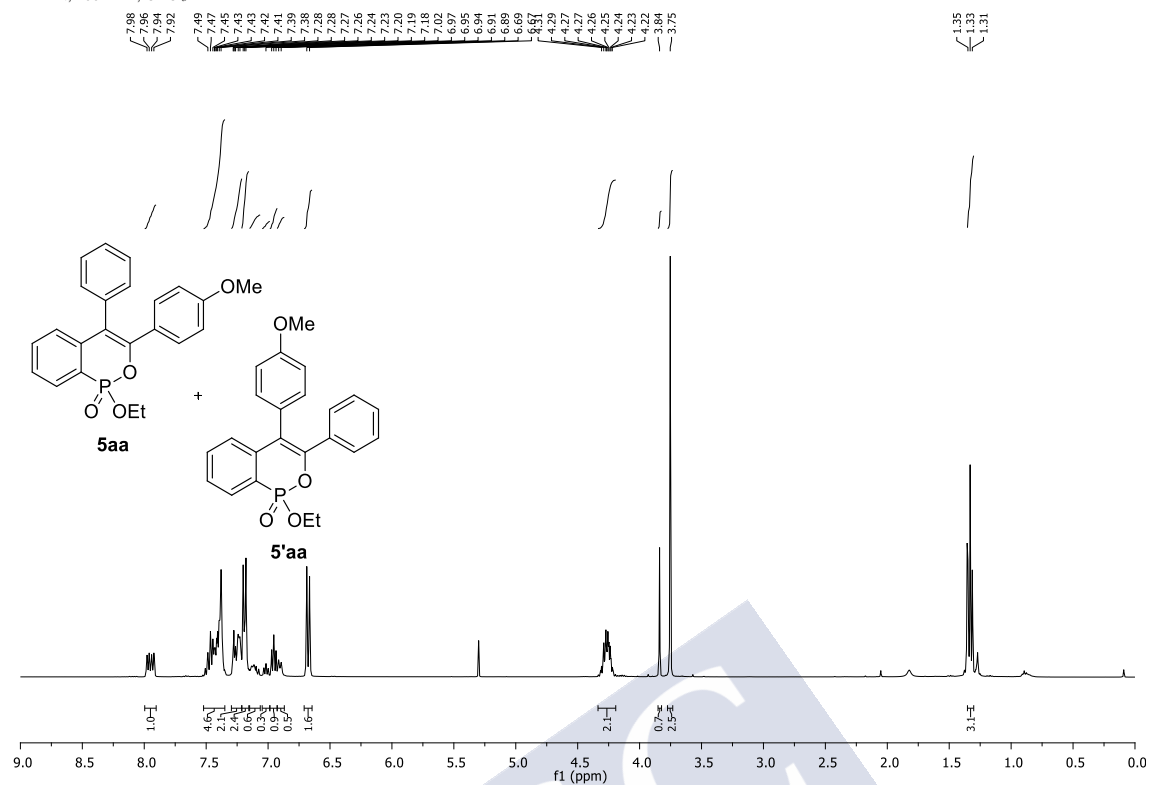 7.98 7.96 7.94 7.92 7.49 7.47 7.45 7.43 7.43 7.42 7.41 7.39 7.38 7.28 7.28 7.27 7.26 7.24 7.23 7.20 7.19 7.18 7.02 6.97 6.95 6.94 6.91 6.89 6.69 6.67 4.31 4.29 4.27 4.27 4.26 4.25 4.24 4.23 4.22 3.84 3.75 1.35 1.33 1.31
OMe
O
P
O
OEt
5aa
+
OMe
O
P
O
OEt
5'aa
1.0 4.6 2.1 2.4 0.6 0.3 0.9 0.5 1.6 2.1 0.7 2.5 3.1
9.0 8.5 8.0 7.5 7.0 6.5 6.0 5.5 5.0 4.5 4.0 3.5 3.0 2.5 2.0 1.5 1.0 0.5 0.0
f1 (ppm)